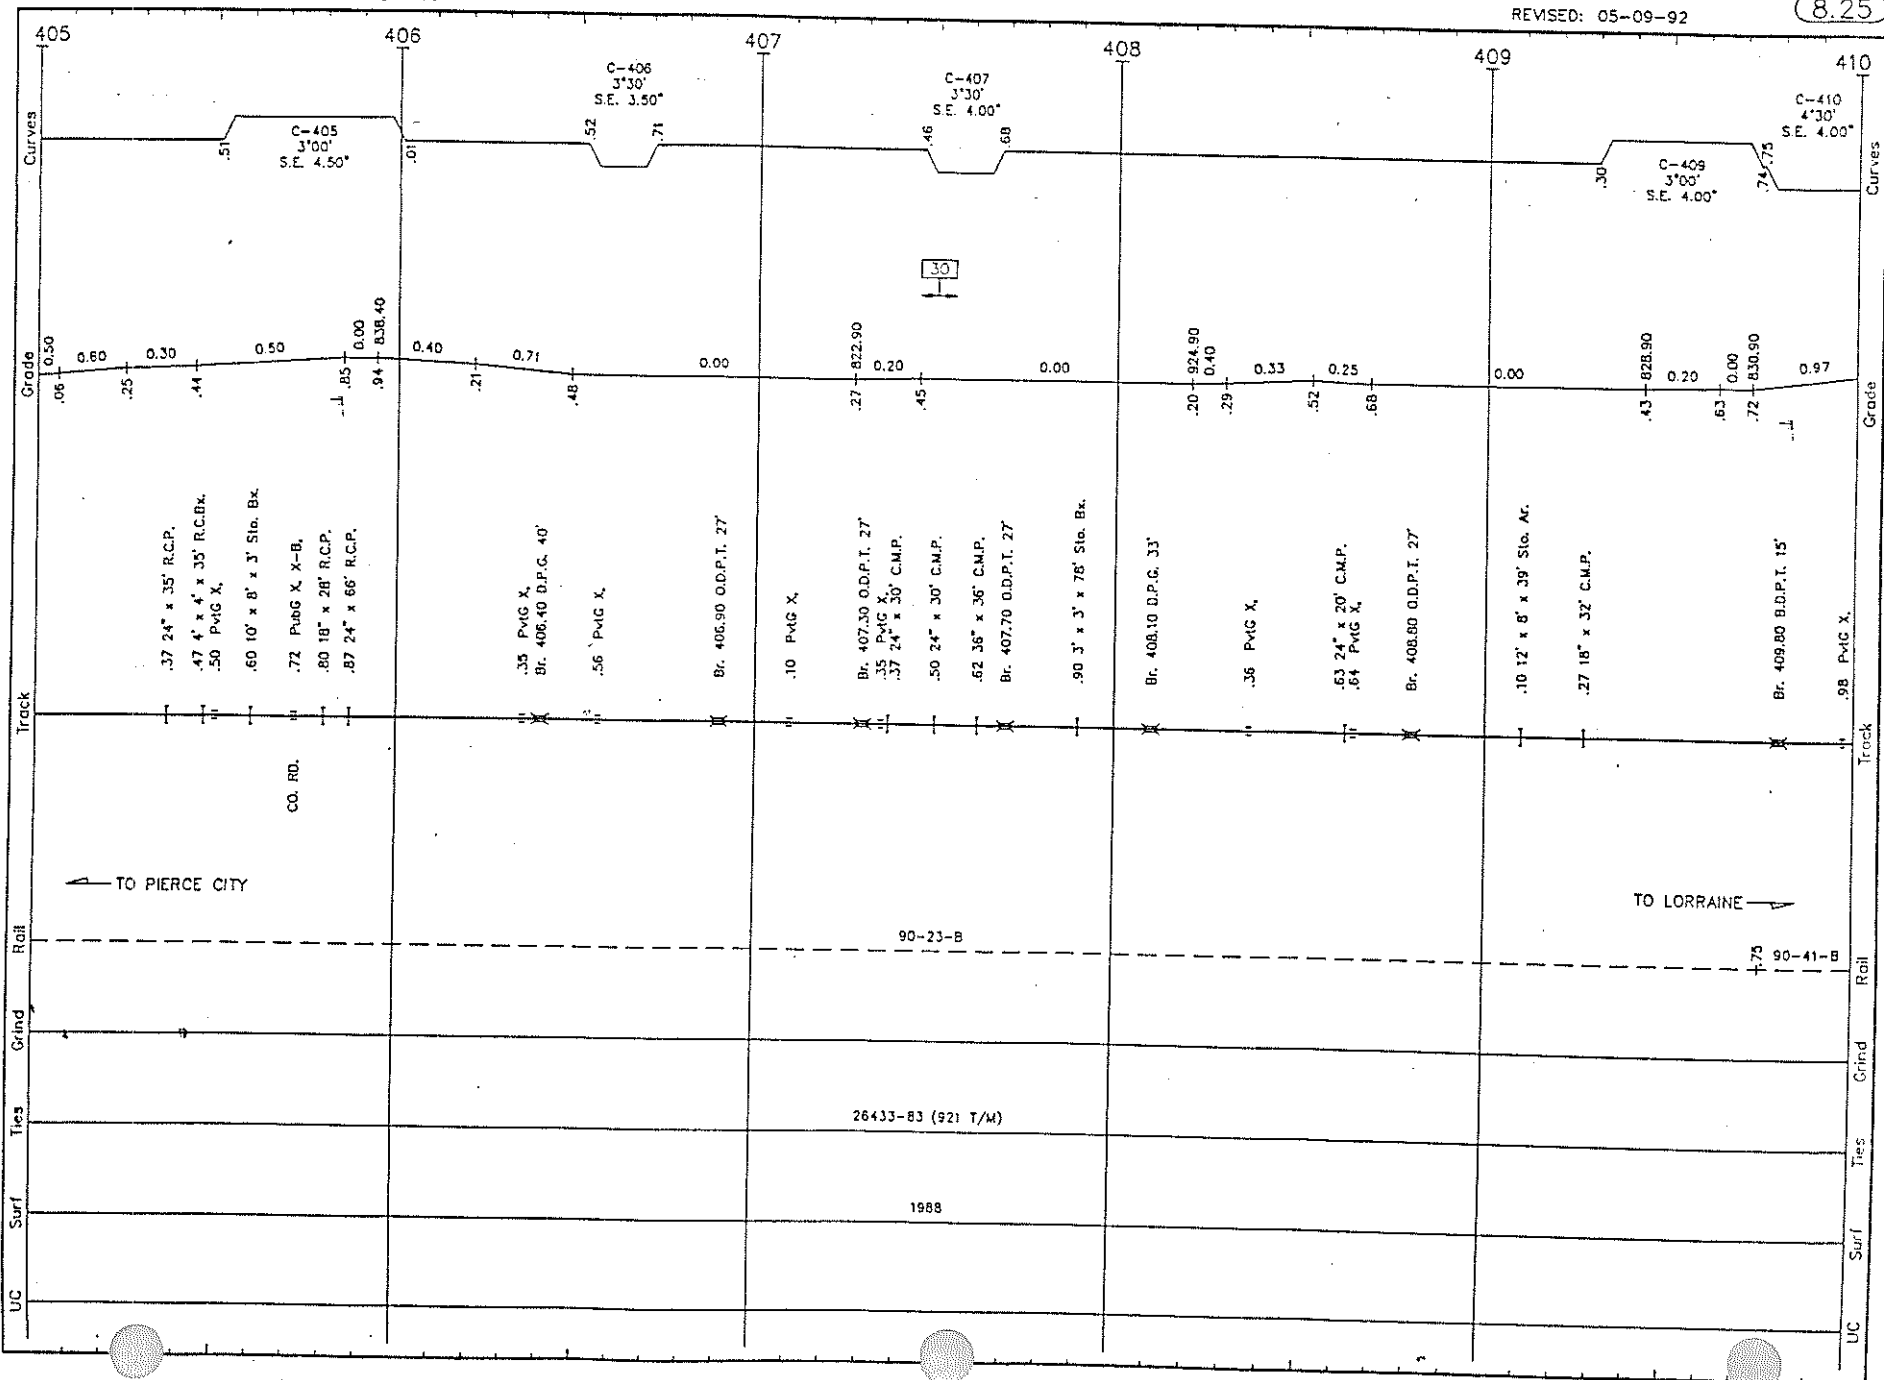 REVISED: 05-09-92
8.25
405
406
407
408
409
410
Curves
.51
C-405
3°00'
S.E. 4.50"
.01
.52
C-406
3°30'
S.E. 3.50"
.71
.46
C-407
3°30'
S.E. 4.00"
.68
.30
C-409
3°00'
S.E. 4.00"
.74
.75
C-410
4°30'
S.E. 4.00"
Curves
30
Grade
0.50
.06
0.60
.25
0.30
.44
0.50
.85
0.00
.94
838.40
0.40
.21
0.71
.48
0.00
.27
822.90
0.20
.45
0.00
.20
924.90
0.40
.29
0.33
.52
0.25
.68
0.00
.43
828.90
0.20
.63
0.00
.72
830.90
0.97
Grade
Track
.37 24" x 35' R.C.P.
.47 4' x 4' x 35' R.C.Bx.
.50 PvtG X,
.60 10' x 8' x 3' Sto. Bx.
.72 PubG X, X-B,
.80 18" x 28' R.C.P.
.87 24" x 66' R.C.P.
.35 PvtG X,
Br. 406.40 D.P.G. 40'
.56 PvtG X,
Br. 406.90 O.D.P.T. 27'
.10 PvtG X,
Br. 407.30 O.D.P.T. 27'
.35 PvtG X,
.37 24" x 30' C.M.P.
.50 24" x 30' C.M.P.
.62 36" x 36' C.M.P.
Br. 407.70 O.D.P.T. 27'
.90 3' x 3' x 78' Sto. Bx.
Br. 408.10 D.P.G. 33'
.36 PvtG X,
.63 24" x 20' C.M.P.
.64 PvtG X,
Br. 408.80 O.D.P.T. 27'
.10 12' x 8' x 39' Sto. Ar.
.27 18" x 32' C.M.P.
Br. 409.80 B.D.P.T. 15'
.98 PvtG X,
Track
CO. RD.
TO PIERCE CITY
TO LORRAINE
Rail
90-23-B
.75
90-41-B
Rail
Grind
Grind
Ties
26433-83 (921 T/M)
Ties
Surf
1988
Surf
UC
UC